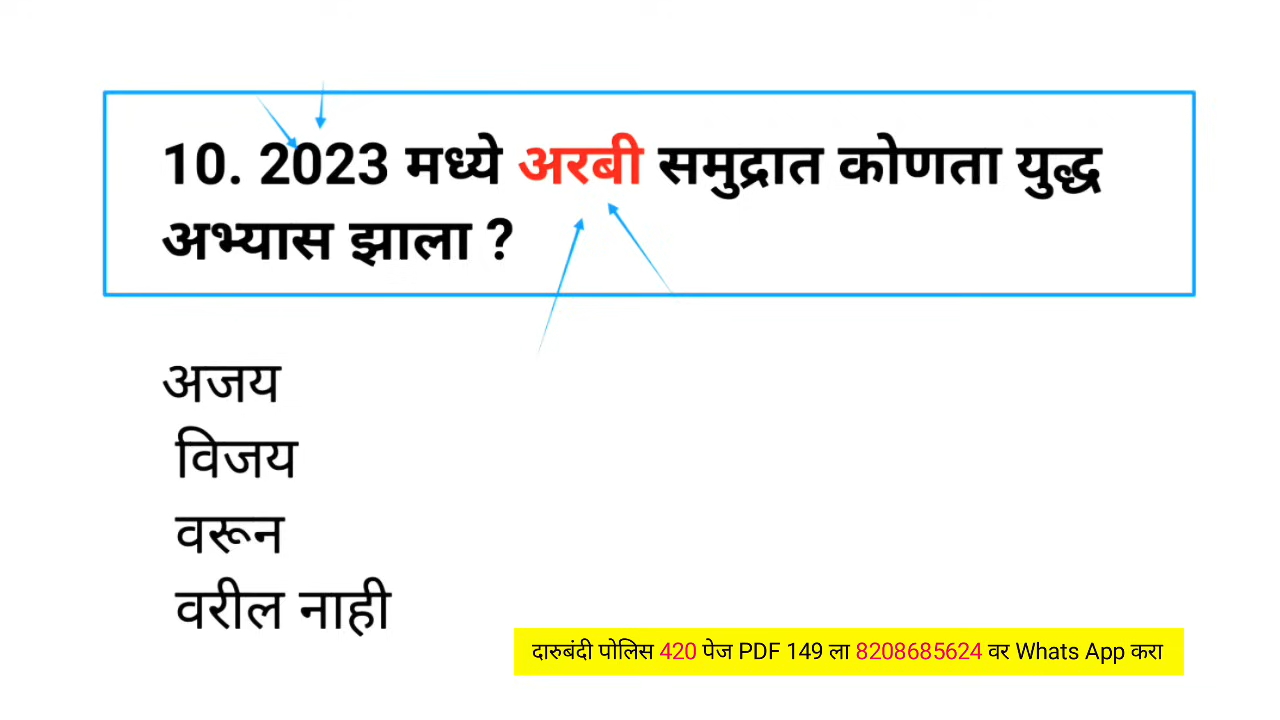 10. 2023 मध्ये अरबी समुद्रात कोणता युद्ध
अभ्यास झाला ?
अजय
विजय
वरून
वरील नाही
दारुबंदी पोलिस 420 पेज PDF 149 ला 8208685624 वर Whats App करा